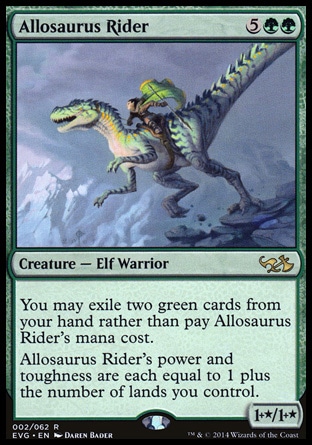 Allosaurus Rider 5
Creature — Elf Warrior
You may exile two green cards from
your hand rather than pay Allosaurus
Rider's mana cost.
Allosaurus Rider's power and
toughness are each equal to 1 plus
the number of lands you control.
1+*/1+*
002/062 R
EVG • EN Daren Bader
™ & © 2014 Wizards of the Coast